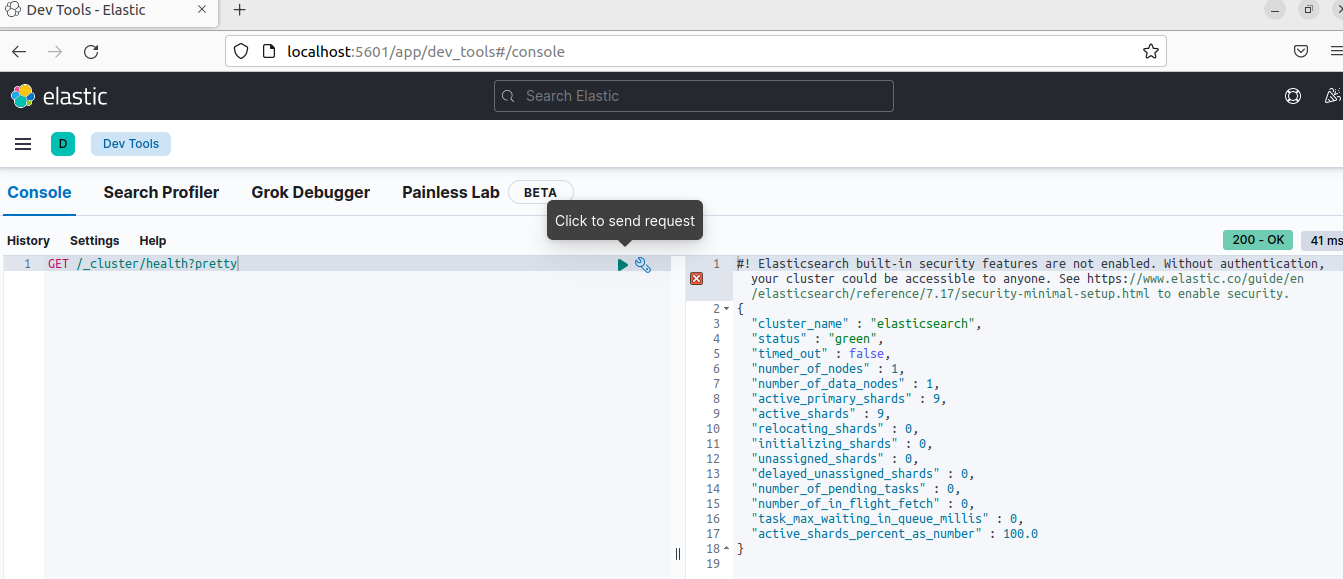 Dev Tools - Elastic
localhost:5601/app/dev_tools#/console
elastic
Search Elastic
D
Dev Tools
Console
Search Profiler
Grok Debugger
Painless Lab
BETA
Click to send request
History
Settings
Help
200 - OK
41 ms
1 GET /_cluster/health?pretty
1 #! Elasticsearch built-in security features are not enabled. Without authentication,
your cluster could be accessible to anyone. See https://www.elastic.co/guide/en
/elasticsearch/reference/7.17/security-minimal-setup.html to enable security.
2 {
3 "cluster_name" : "elasticsearch",
4 "status" : "green",
5 "timed_out" : false,
6 "number_of_nodes" : 1,
7 "number_of_data_nodes" : 1,
8 "active_primary_shards" : 9,
9 "active_shards" : 9,
10 "relocating_shards" : 0,
11 "initializing_shards" : 0,
12 "unassigned_shards" : 0,
13 "delayed_unassigned_shards" : 0,
14 "number_of_pending_tasks" : 0,
15 "number_of_in_flight_fetch" : 0,
16 "task_max_waiting_in_queue_millis" : 0,
17 "active_shards_percent_as_number" : 100.0
18 }
19